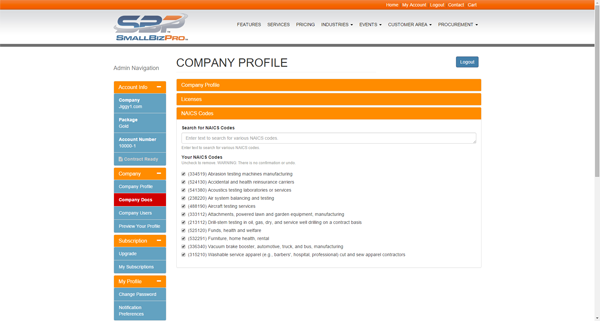 Home My Account Logout Contact Cart
SBP
SMALLBIZPRO
FEATURES SERVICES PRICING INDUSTRIES EVENTS CUSTOMER AREA PROCUREMENT
Admin Navigation
COMPANY PROFILE
Logout
Account Info
Company
Jiggy1.com
Package
Gold
Account Number
10000-1
Contract Ready
Company
Company Profile
Company Docs
Company Users
Preview Your Profile
Subscription
Upgrade
My Subscriptions
My Profile
Change Password
Notification
Preferences
Company Profile
Licenses
NAICS Codes
Search for NAICS Codes
Enter text to search for various NAICS codes.
Enter text to search for various NAICS codes.
Your NAICS Codes
Uncheck to remove. WARNING: There is no confirmation or undo.
(334519) Abrasion testing machines manufacturing
(524130) Accidental and health reinsurance carriers
(541380) Acoustics testing laboratories or services
(238220) Air system balancing and testing
(488190) Aircraft testing services
(333112) Attachments, powered lawn and garden equipment, manufacturing
(213112) Drill-stem testing in oil, gas, dry, and service well drilling on a contract basis
(525120) Funds, health and welfare
(532291) Furniture, home health, rental
(336340) Vacuum brake booster, automotive, truck, and bus, manufacturing
(315210) Washable service apparel (e.g., barbers', hospital, professional) cut and sew apparel contractors